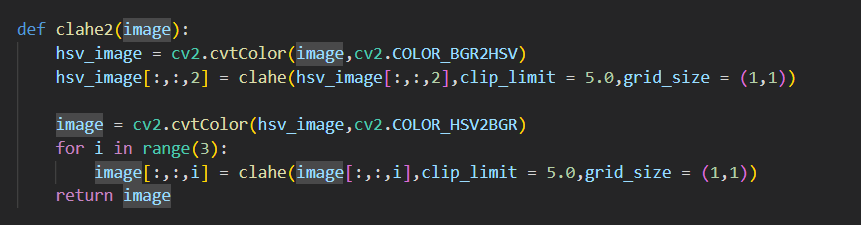 def clahe2(image):
    hsv_image = cv2.cvtColor(image,cv2.COLOR_BGR2HSV)
    hsv_image[:,:,2] = clahe(hsv_image[:,:,2],clip_limit = 5.0,grid_size = (1,1))
    image = cv2.cvtColor(hsv_image,cv2.COLOR_HSV2BGR)
    for i in range(3):
        image[:,:,i] = clahe(image[:,:,i],clip_limit = 5.0,grid_size = (1,1))
    return image